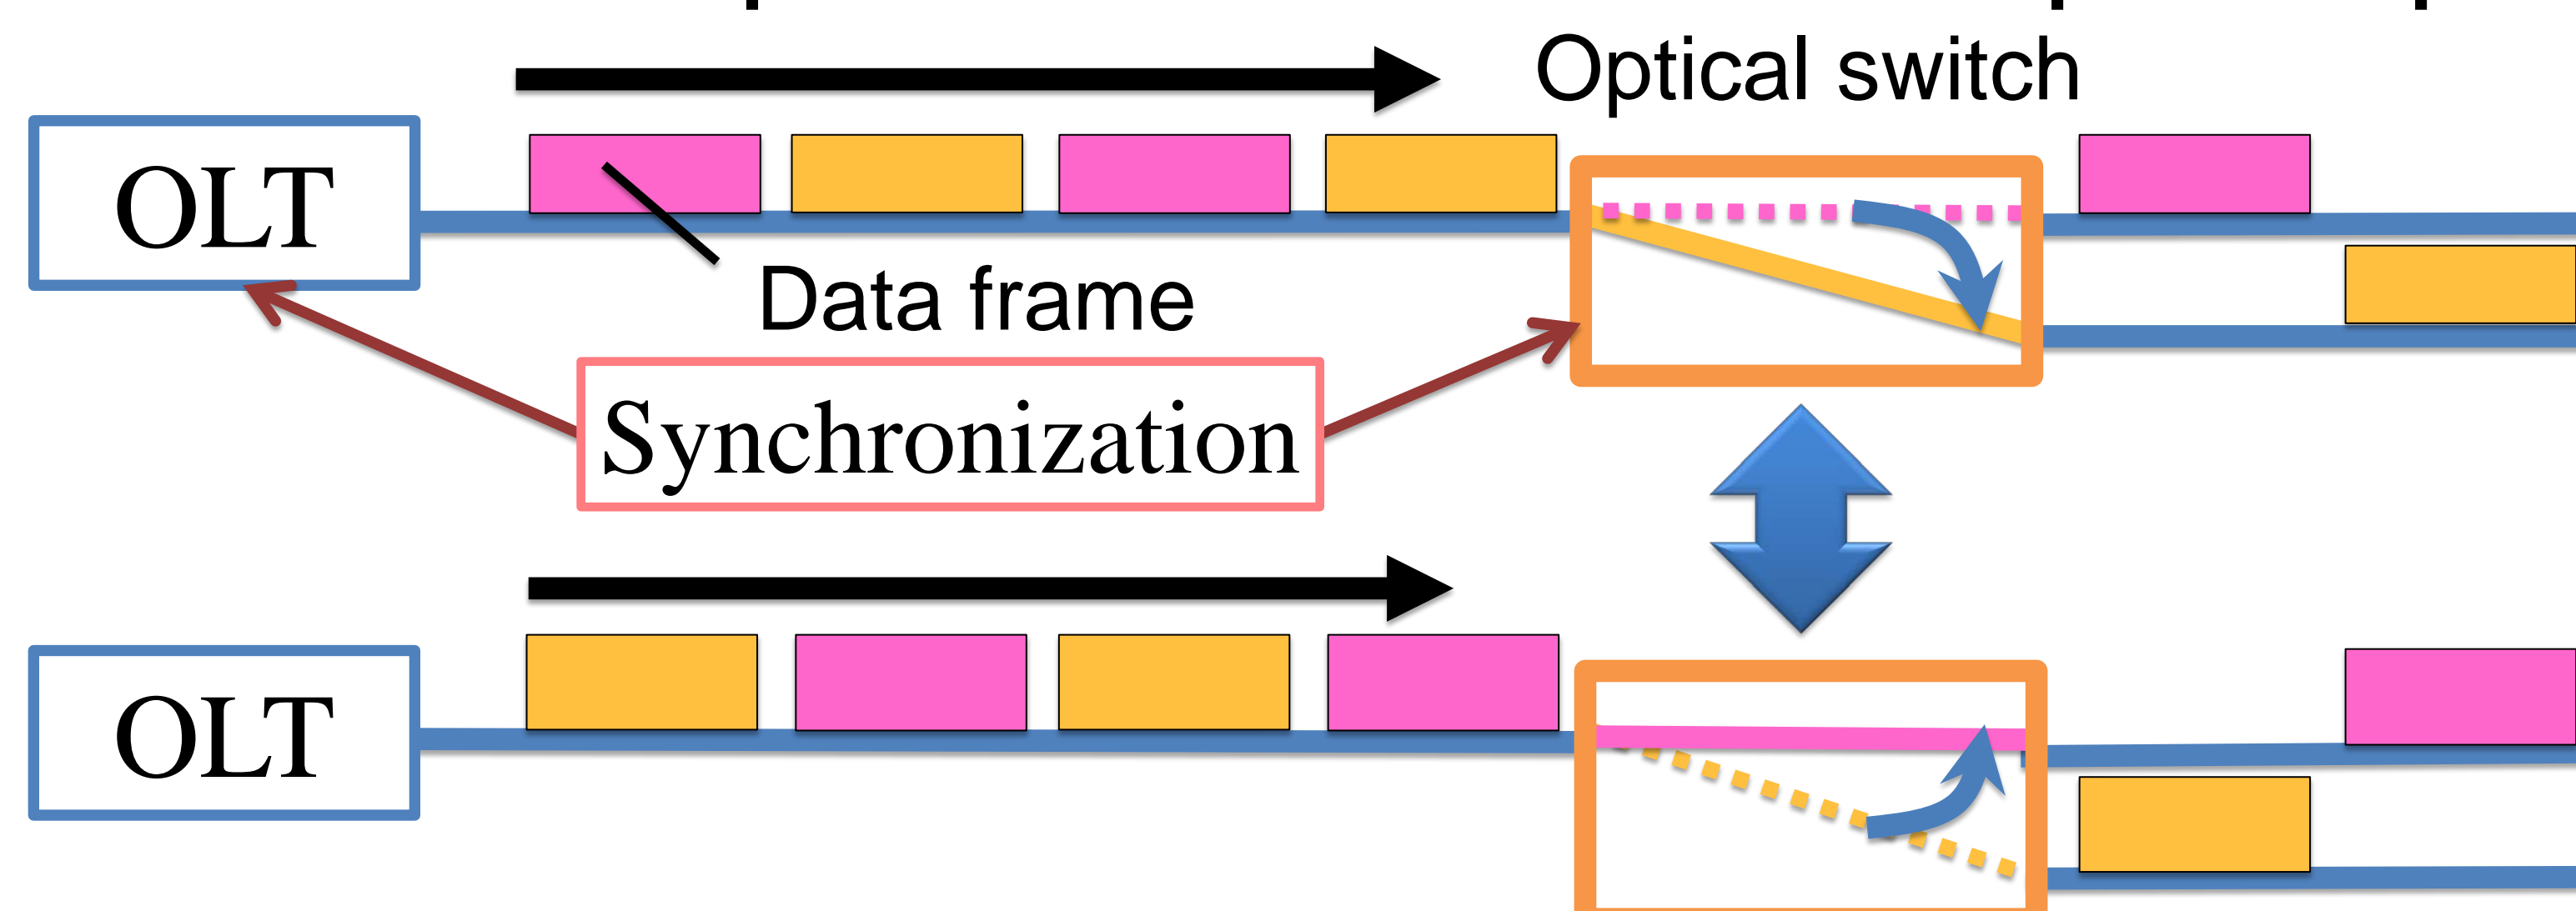 Optical switch
OLT
Data frame
Synchronization
OLT